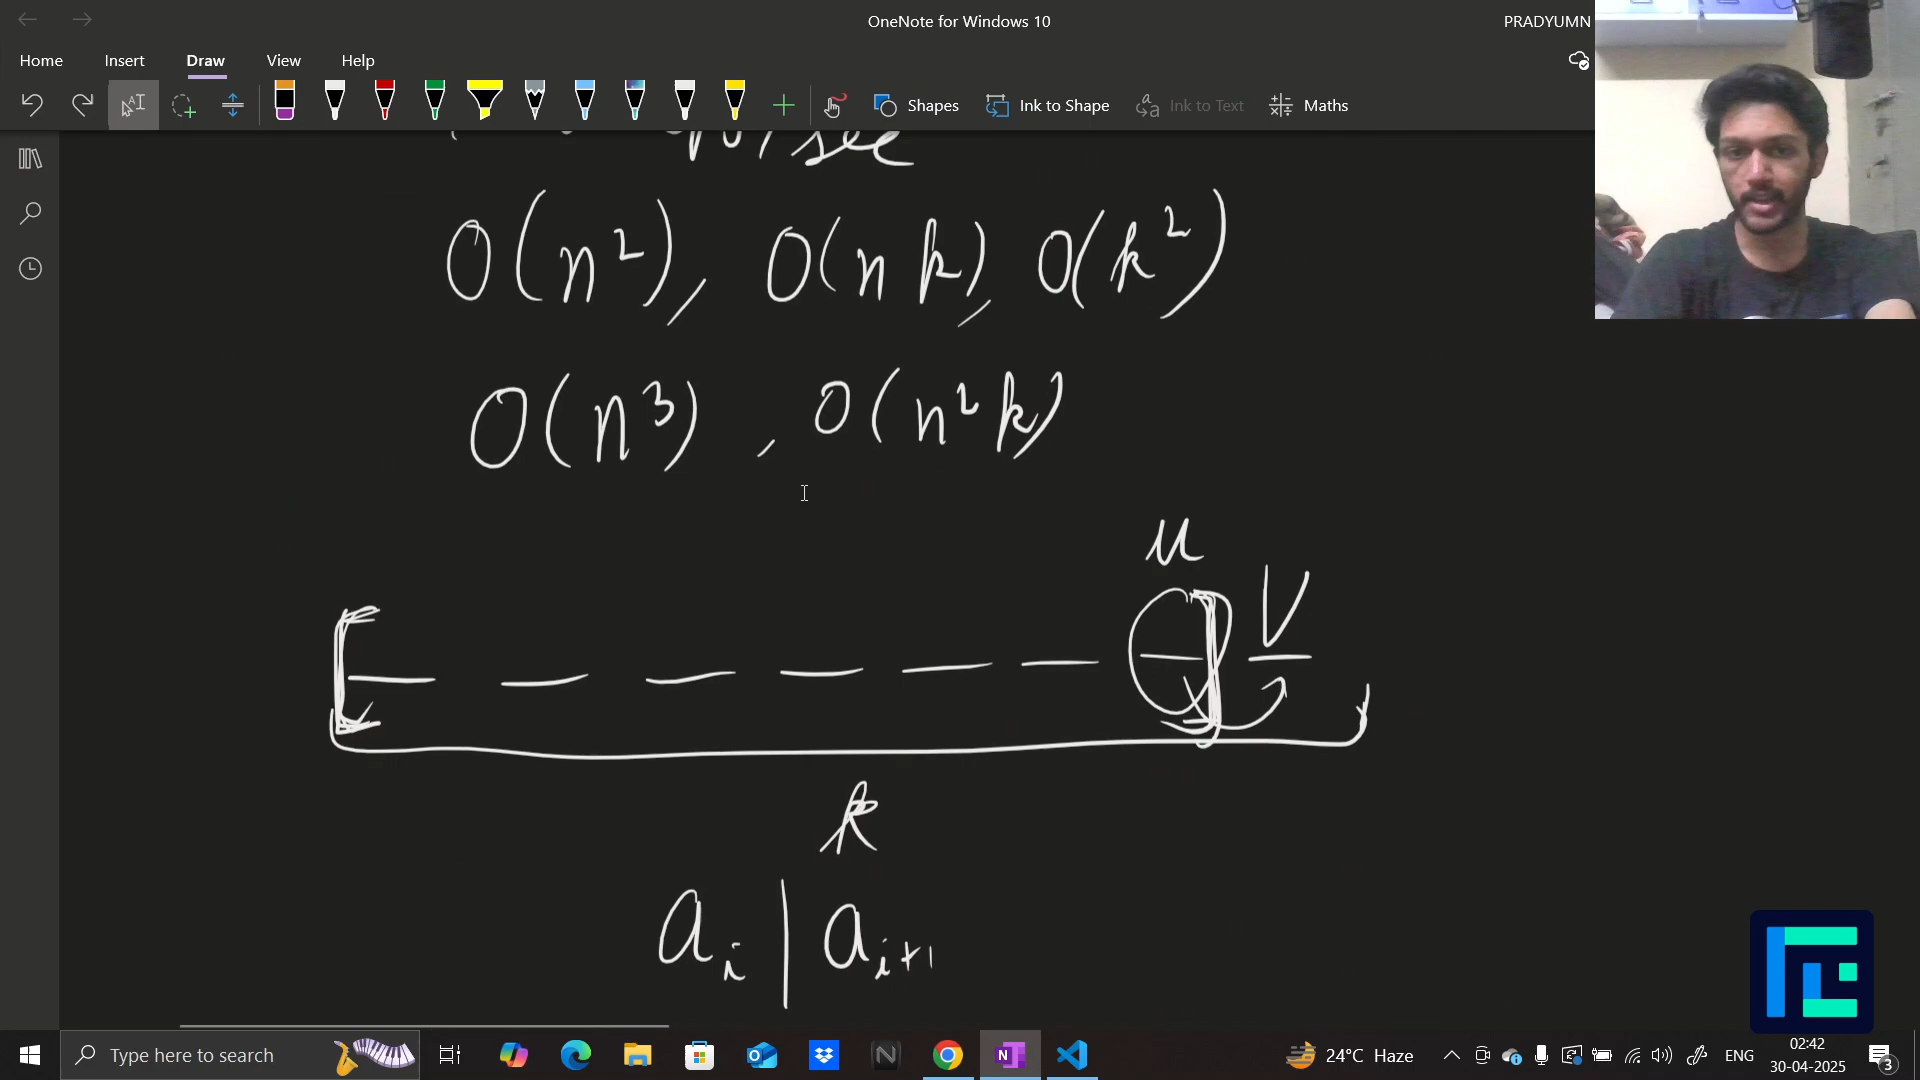 OneNote for Windows 10
PRADYUMN
Home Insert Draw View Help
Shapes Ink to Shape Ink to Text Maths
see
O(n²), O(nk), O(k²)
O(n³), O(n²k)
u
V
k
aᵢ | aᵢ₊₁
Type here to search
24°C Haze
ENG
02:42
30-04-2025
3